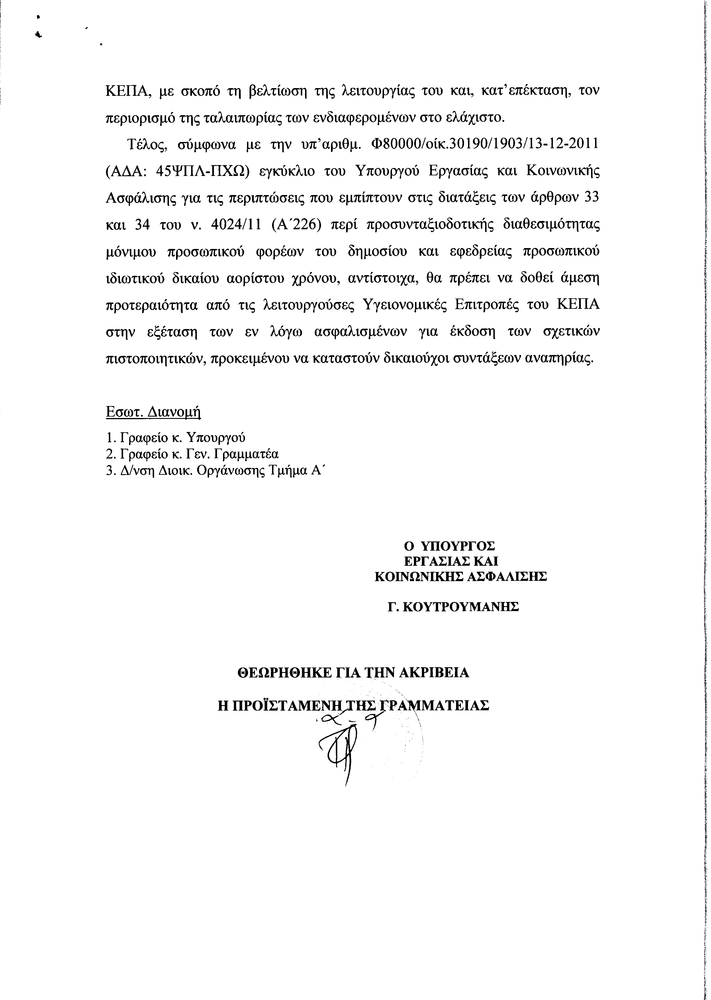 ΚΕΠΑ, με σκοπό τη βελτίωση της λειτουργίας του και, κατ’επέκταση, τον
περιορισμό της ταλαιπωρίας των ενδιαφερομένων στο ελάχιστο.
Τέλος, σύμφωνα με την υπ’αριθμ. Φ80000/οίκ.30190/1903/13-12-2011
(ΑΔΑ: 45ΨΠΛ-ΠΧΩ) εγκύκλιο του Υπουργού Εργασίας και Κοινωνικής
Ασφάλισης για τις περιπτώσεις που εμπίπτουν στις διατάξεις των άρθρων 33
και 34 του ν. 4024/11 (Α΄226) περί προσυνταξιοδοτικής διαθεσιμότητας
μόνιμου προσωπικού φορέων του δημοσίου και εφεδρείας προσωπικού
ιδιωτικού δικαίου αορίστου χρόνου, αντίστοιχα, θα πρέπει να δοθεί άμεση
προτεραιότητα από τις λειτουργούσες Υγειονομικές Επιτροπές του ΚΕΠΑ
στην εξέταση των εν λόγω ασφαλισμένων για έκδοση των σχετικών
πιστοποιητικών, προκειμένου να καταστούν δικαιούχοι συντάξεων αναπηρίας.
Εσωτ. Διανομή
1. Γραφείο κ. Υπουργού
2. Γραφείο κ. Γεν. Γραμματέα
3. Δ/νση Διοικ. Οργάνωσης Τμήμα Α΄
Ο ΥΠΟΥΡΓΟΣ
ΕΡΓΑΣΙΑΣ ΚΑΙ
ΚΟΙΝΩΝΙΚΗΣ ΑΣΦΑΛΙΣΗΣ
Γ. ΚΟΥΤΡΟΥΜΑΝΗΣ
ΘΕΩΡΗΘΗΚΕ ΓΙΑ ΤΗΝ ΑΚΡΙΒΕΙΑ
Η ΠΡΟΪΣΤΑΜΕΝΗ ΤΗΣ ΓΡΑΜΜΑΤΕΙΑΣ